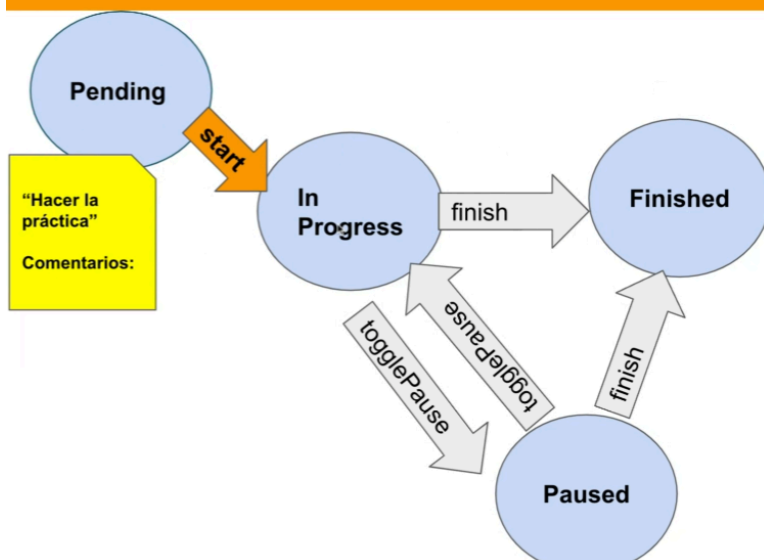 Pending
start
“Hacer la
práctica”
Comentarios:
In
Progress
finish
Finished
togglePause
togglePause
finish
Paused